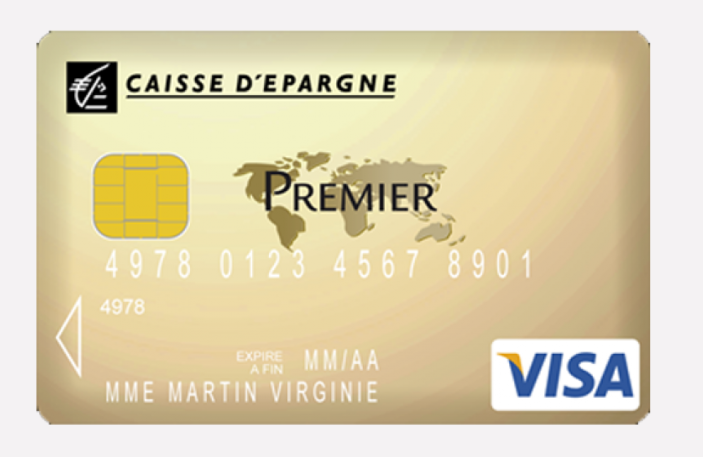 CAISSE D'EPARGNE
PREMIER
4978 0123 4567 8901
4978
EXPIRE
A FIN MM/AA
MME MARTIN VIRGINIE
VISA